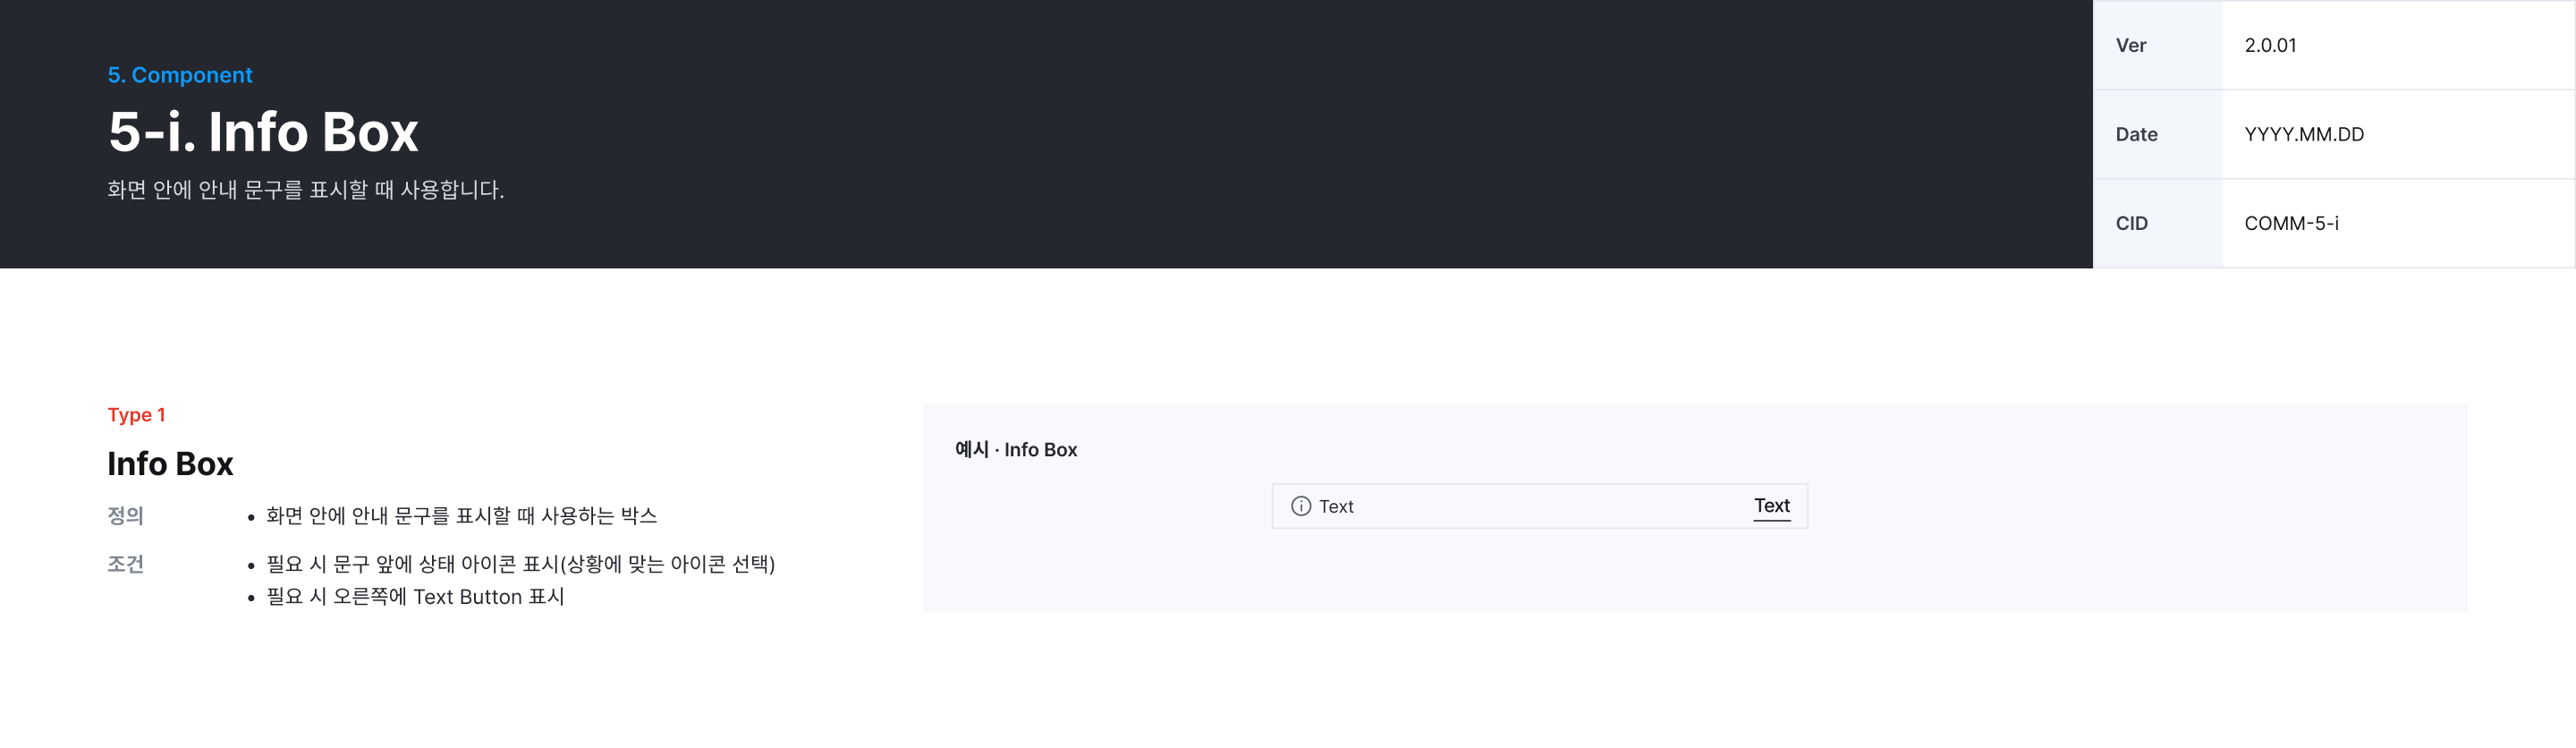 5. Component
5-i. Info Box
화면 안에 안내 문구를 표시할 때 사용합니다.
Ver 2.0.01
Date YYYY.MM.DD
CID COMM-5-i
Type 1
Info Box
정의 • 화면 안에 안내 문구를 표시할 때 사용하는 박스
조건 • 필요 시 문구 앞에 상태 아이콘 표시(상황에 맞는 아이콘 선택)
• 필요 시 오른쪽에 Text Button 표시
예시 · Info Box
Text Text